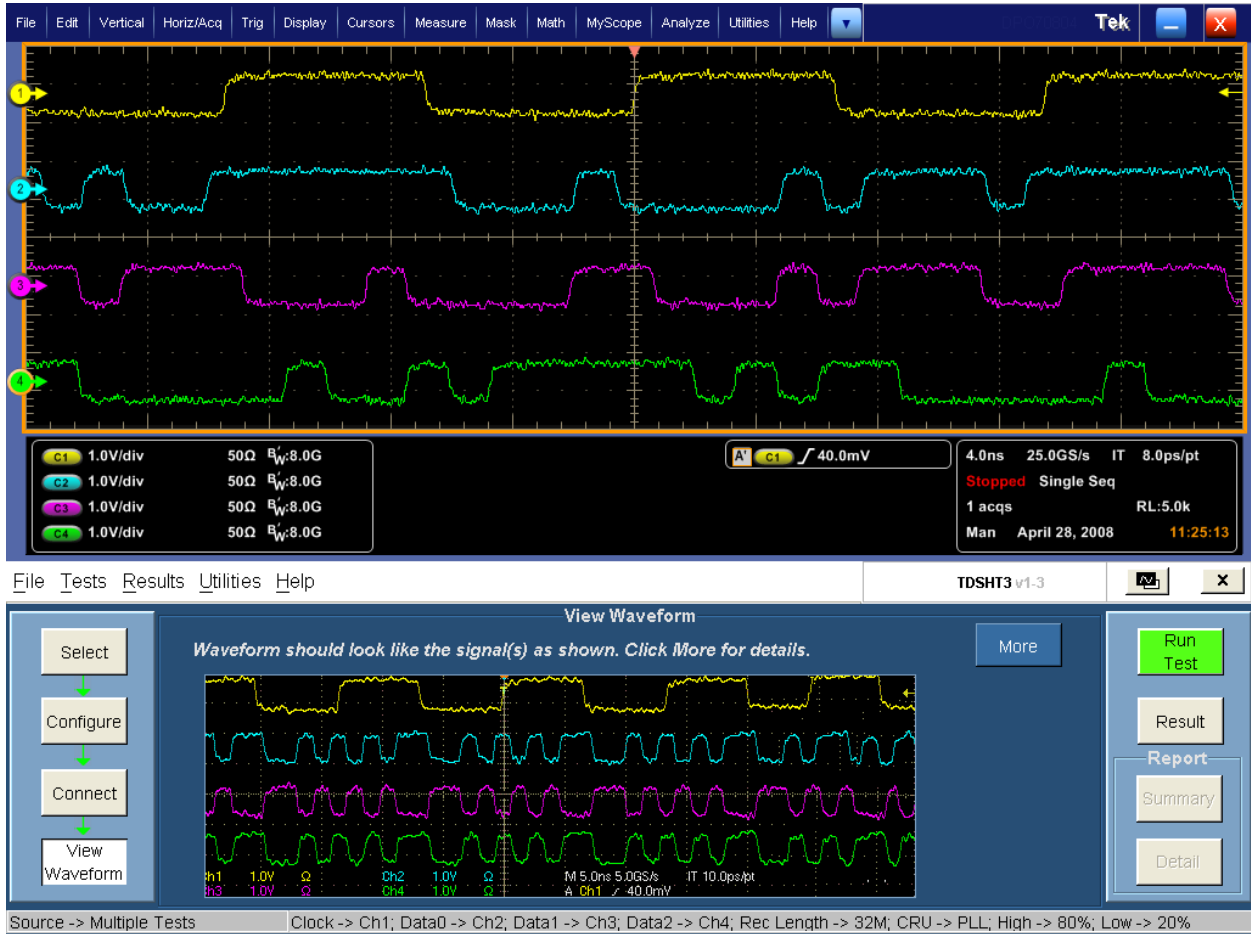 File Edit Vertical Horiz/Acq Trig Display Cursors Measure Mask Math MyScope Analyze Utilities Help Tek X
1
2
3
4
C1 1.0V/div 50Ω BW:8.0G
C2 1.0V/div 50Ω BW:8.0G
C3 1.0V/div 50Ω BW:8.0G
C4 1.0V/div 50Ω BW:8.0G
A' C1 40.0mV
4.0ns 25.0GS/s IT 8.0ps/pt
Stopped Single Seq
1 acqs RL:5.0k
Man April 28, 2008 11:25:13
File Tests Results Utilities Help TDSHT3 v1-3 x
View Waveform
Waveform should look like the signal(s) as shown. Click More for details.
More
Select
Configure
Connect
View
Waveform
Ch1 1.0V Ω Ch2 1.0V Ω M 5.0ns 5.0GS/s IT 10.0ps/pt
Ch3 1.0V Ω Ch4 1.0V Ω A Ch1 40.0mV
Run
Test
Result
Report
Summary
Detail
Source -> Multiple Tests Clock -> Ch1; Data0 -> Ch2; Data1 -> Ch3; Data2 -> Ch4; Rec Length -> 32M; CRU -> PLL; High -> 80%; Low -> 20%